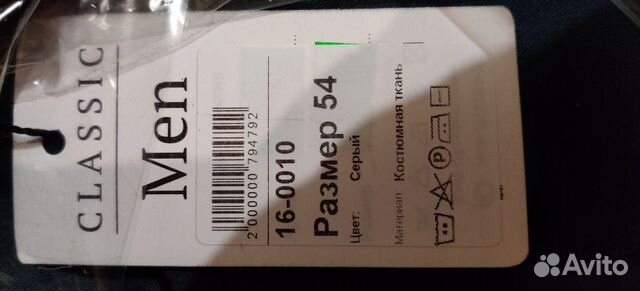 CLASSIC
Men
2 000000 794792
16-0010
Размер 54
Цвет: Серый
Материал Костюмная ткань
P
Avito